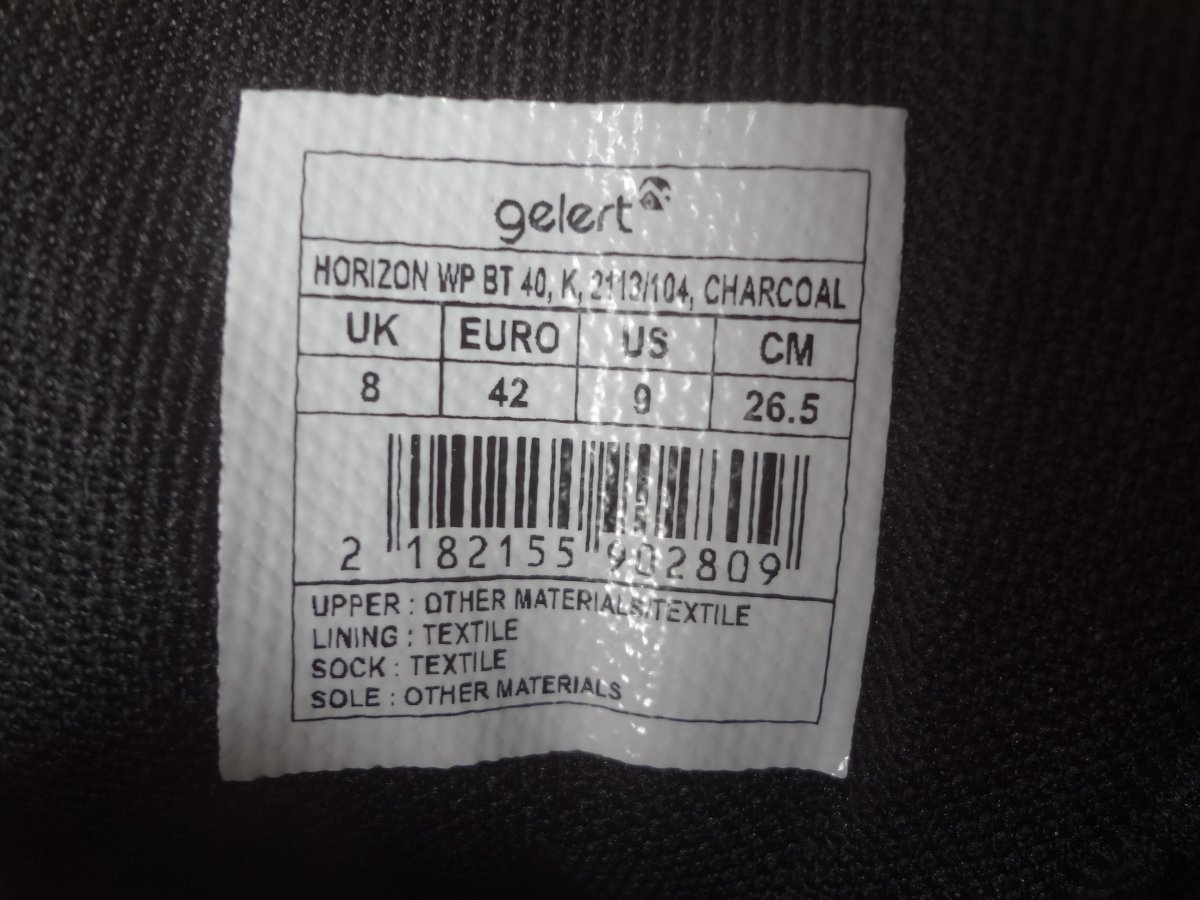 gelert
HORIZON WP BT 40, K, 2113/104, CHARCOAL
UK EURO US CM
8 42 9 26.5
2 182155 902809
UPPER : OTHER MATERIALS/TEXTILE
LINING : TEXTILE
SOCK : TEXTILE
SOLE : OTHER MATERIALS